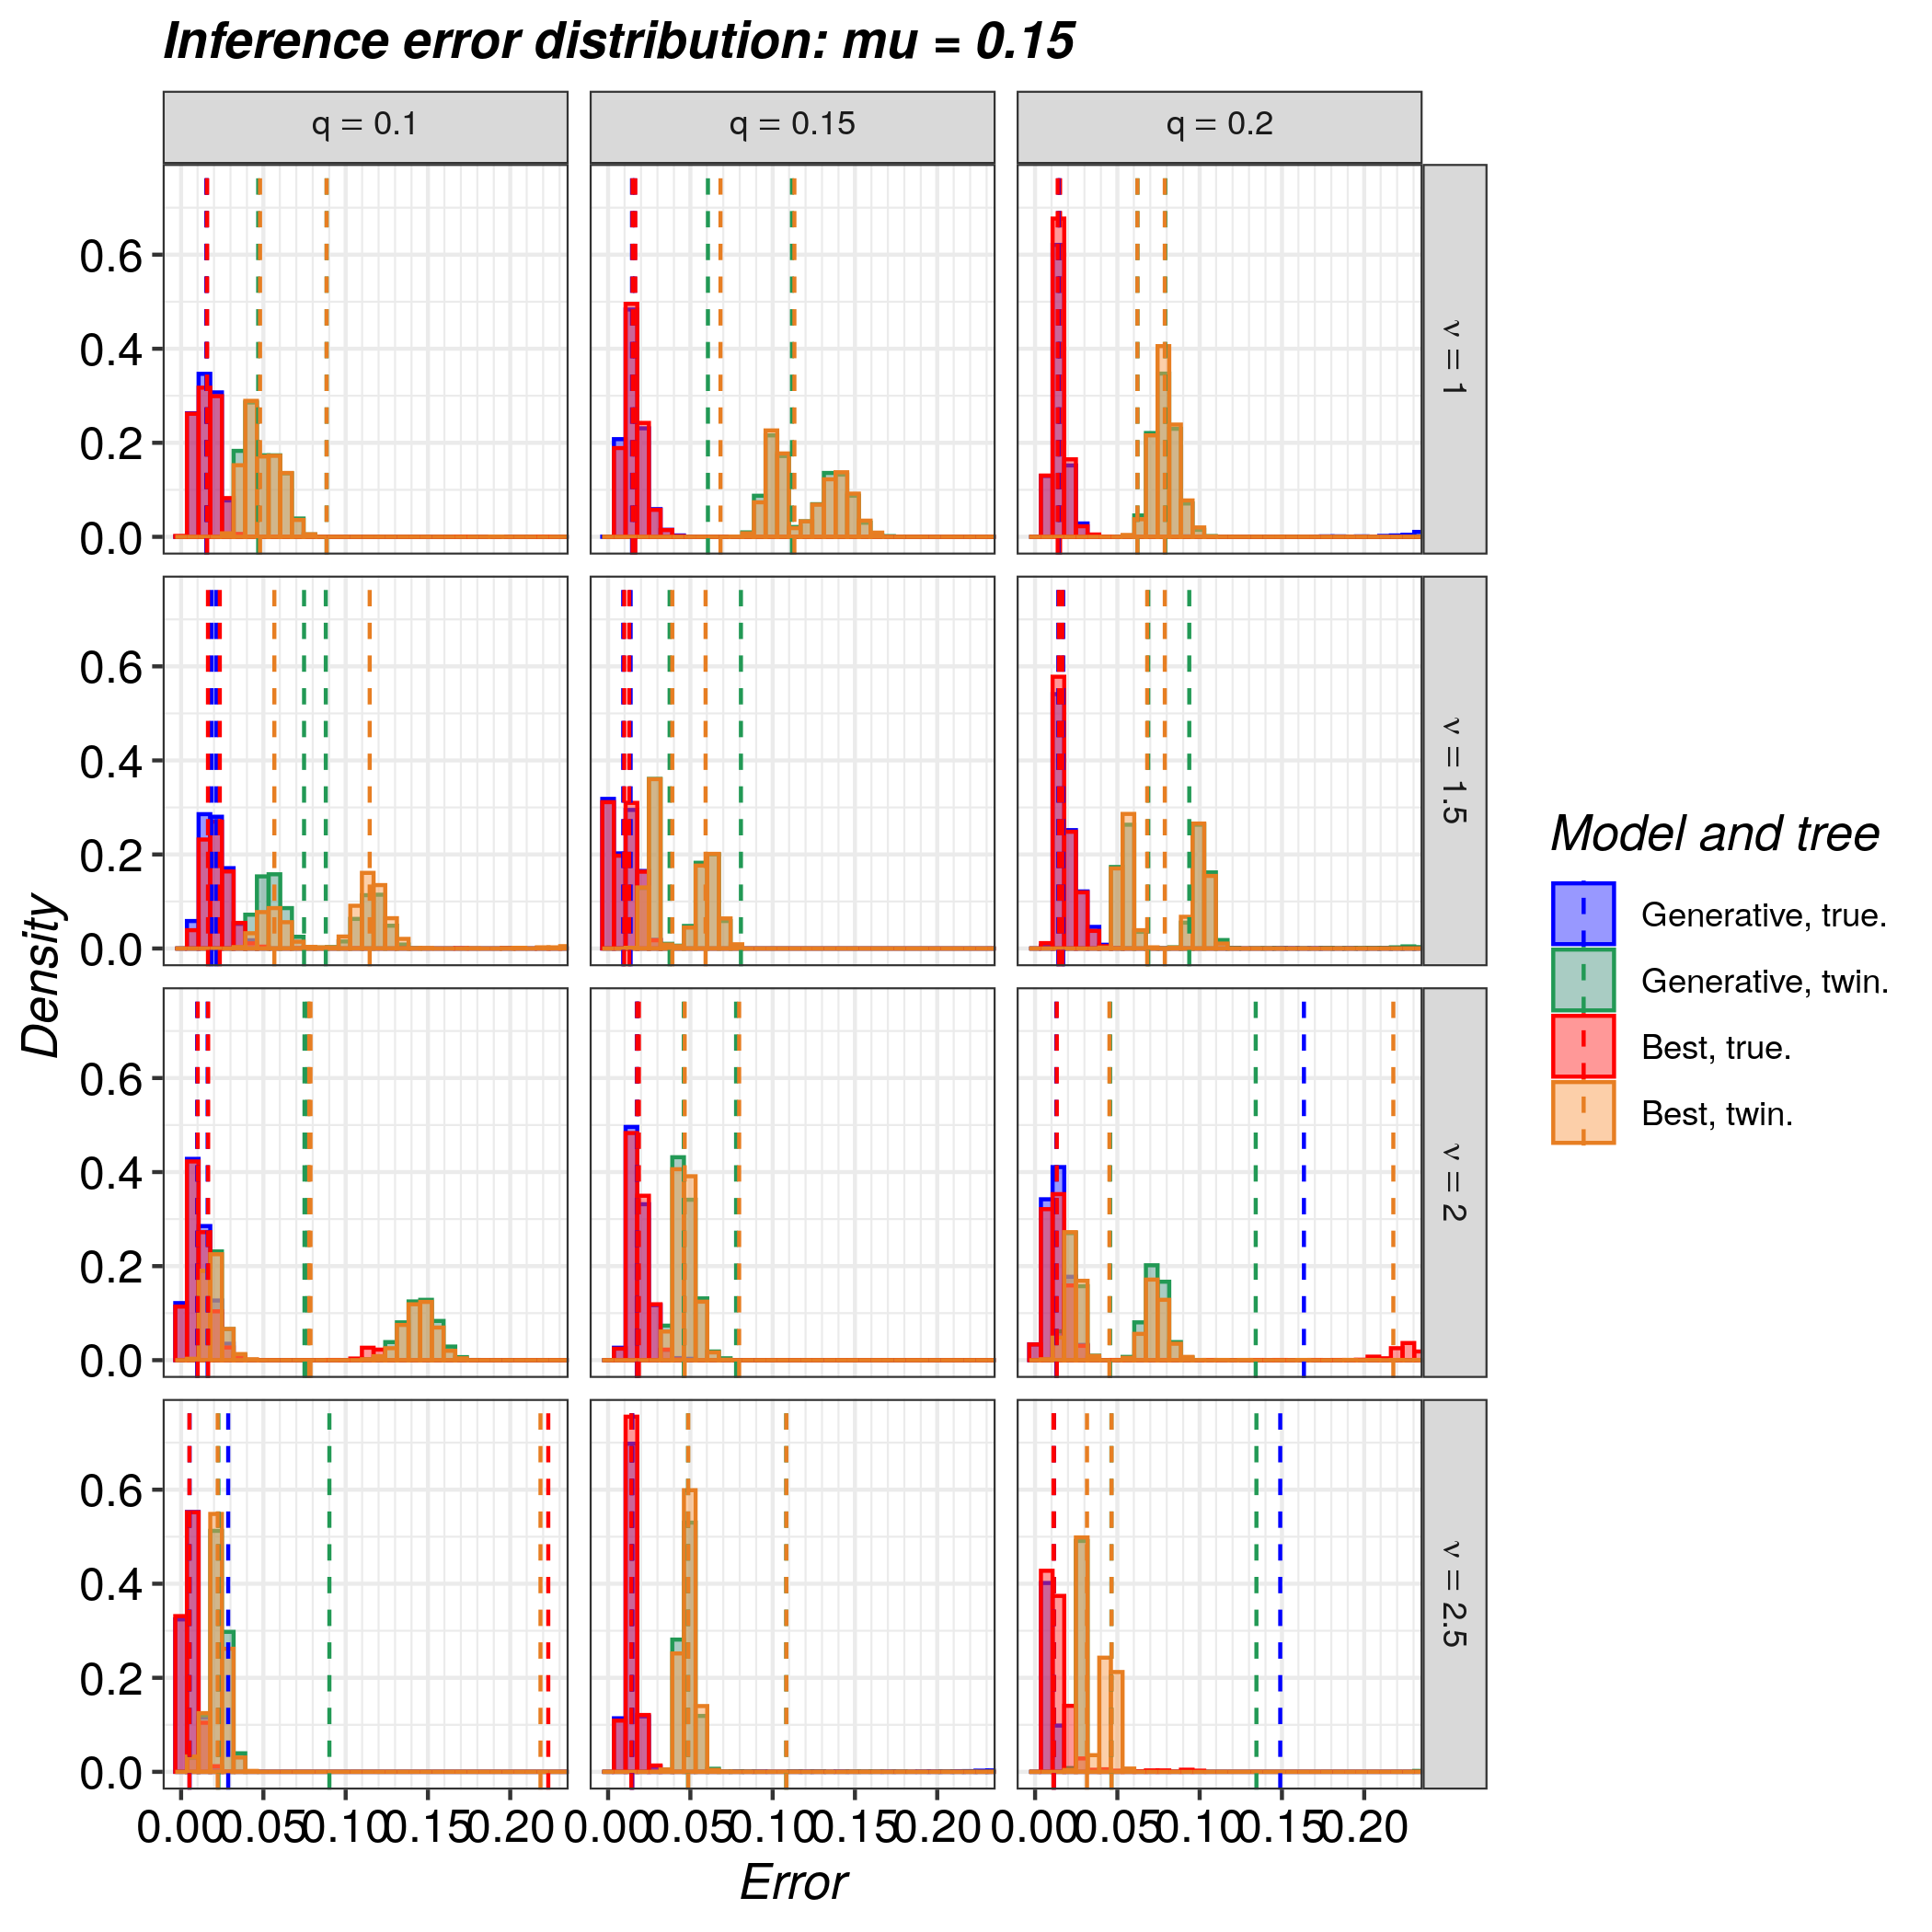 Inference error distribution: mu = 0.15
q = 0.1
q = 0.15
q = 0.2
0.6
0.4
0.2
0.0
ν = 1
0.6
0.4
0.2
0.0
ν = 1.5
0.6
0.4
0.2
0.0
ν = 2
0.6
0.4
0.2
0.0
ν = 2.5
Density
0.00 0.05 0.10 0.15 0.20 0.00 0.05 0.10 0.15 0.20 0.00 0.05 0.10 0.15 0.20
Error
Model and tree
Generative, true.
Generative, twin.
Best, true.
Best, twin.